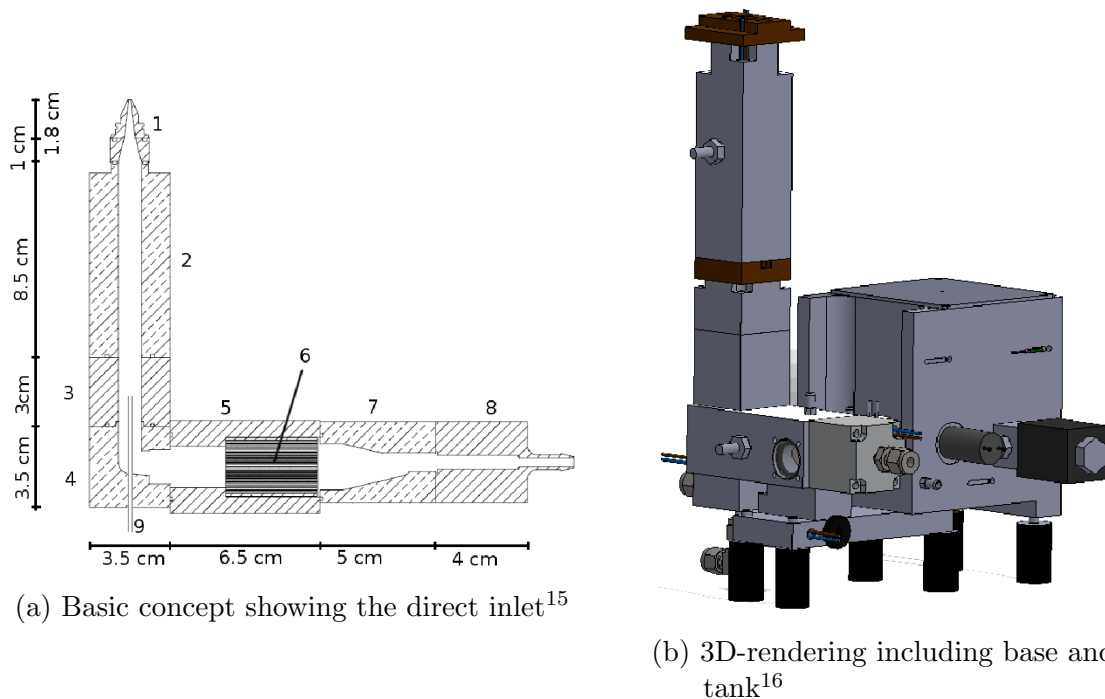 1 cm
1.8 cm
1
8.5 cm
2
3cm
3
3.5 cm
4
5
6
7
8
9
3.5 cm
6.5 cm
5 cm
4 cm
(a) Basic concept showing the direct inlet15
(b) 3D-rendering including base and
tank16